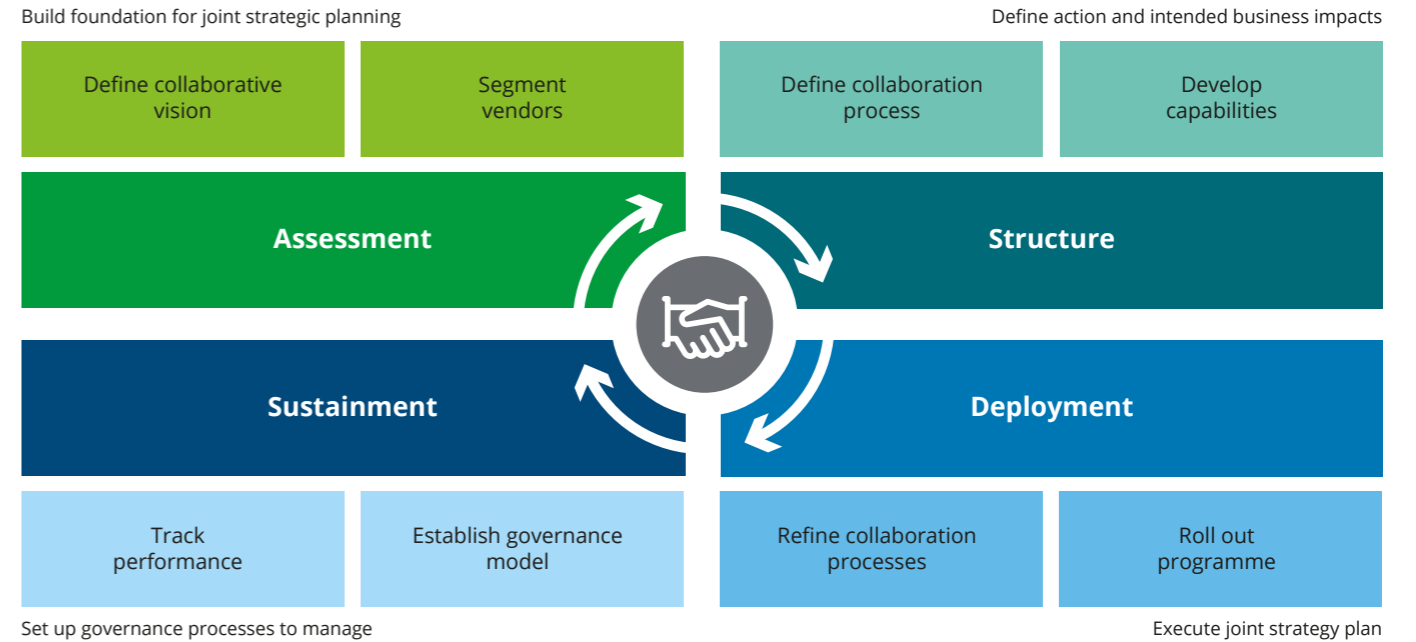 Build foundation for joint strategic planning
Define action and intended business impacts
Define collaborative
vision
Segment
vendors
Define collaboration
process
Develop
capabilities
Assessment
Structure
Sustainment
Deployment
Track
performance
Establish governance
model
Refine collaboration
processes
Roll out
programme
Set up governance processes to manage
Execute joint strategy plan